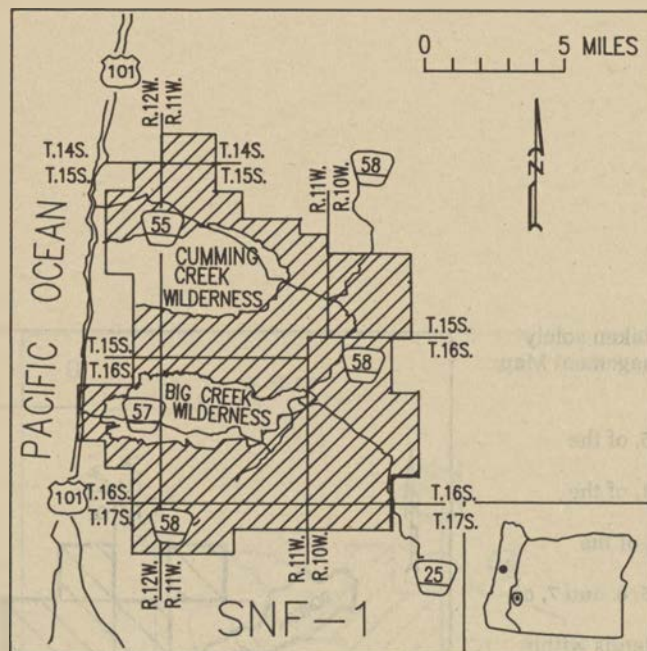 0 5 MILES
101
R.12W.
R.11W.
T.14S.
T.15S.
T.14S.
T.15S.
58
R.11W.
R.10W.
N
55
CUMMING
CREEK
WILDERNESS
PACIFIC OCEAN
T.15S.
T.16S.
T.15S.
T.16S.
58
BIG CREEK
WILDERNESS
57
101
T.16S.
T.17S.
T.16S.
T.17S.
58
R.12W.
R.11W.
R.11W.
R.10W.
25
SNF-1